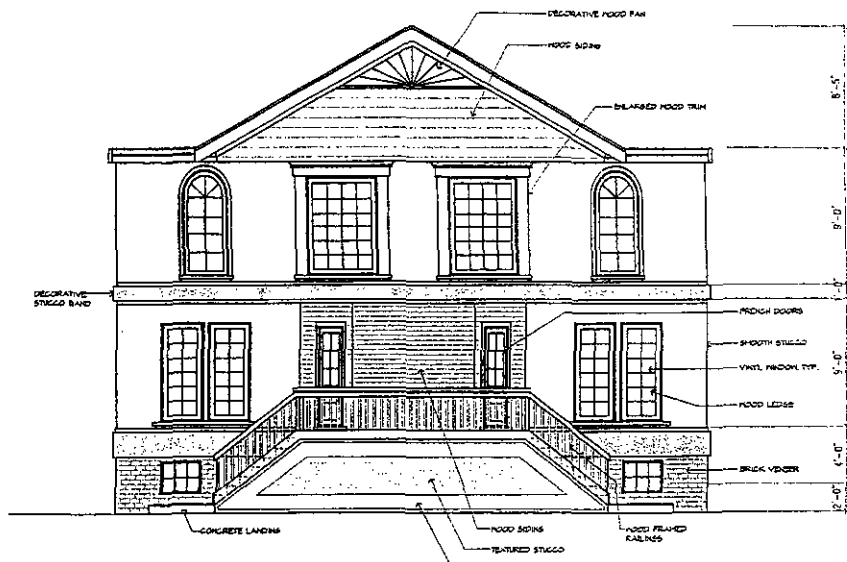 DECORATIVE WOOD FAN
WOOD SIDING
8'-5"
ENLARGED WOOD TRIM
9'-0"
DECORATIVE
STUCCO BAND
FRENCH DOORS
SMOOTH STUCCO
VINYL WINDOW TYP.
9'-0"
WOOD LEDGE
BRICK VENEER
4'-0"
2'-0"
CONCRETE LANDING
WOOD SIDING
WOOD FRAMED
RAILINGS
TEXTURED STUCCO